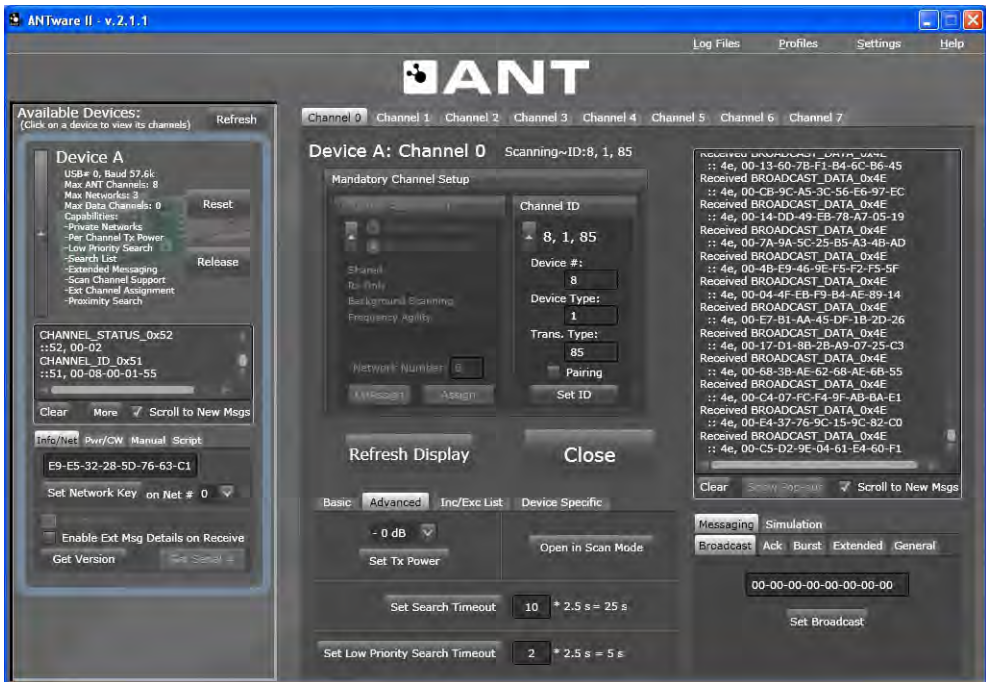 ANTware II - v.2.1.1
Log Files Profiles Settings Help
ANT
Available Devices:
(Click on a device to view its channels)
Refresh
Device A
USB# 0, Baud 57.6k
Max ANT Channels: 8
Max Networks: 3
Max Data Channels: 0
Capabilities:
-Private Networks
-Per Channel Tx Power
-Low Priority Search
-Search List
-Extended Messaging
-Scan Channel Support
-Ext Channel Assignment
-Proximity Search
Reset
Release
CHANNEL_STATUS_0x52
::52, 00-02
CHANNEL_ID_0x51
::51, 00-08-00-01-55
Clear More Scroll to New Msgs
Info/Net Pwr/CW Manual Script
E9-E5-32-28-5D-76-63-C1
Set Network Key on Net # 0
Enable Ext Msg Details on Receive
Get Version Get Serial #
Channel 0 Channel 1 Channel 2 Channel 3 Channel 4 Channel 5 Channel 6 Channel 7
Device A: Channel 0 Scanning~ID:8, 1, 85
Mandatory Channel Setup
Shared
Rx Only
Background Scanning
Frequency Agility
Network Number
UnAssign Assign
Channel ID
8, 1, 85
Device #:
8
Device Type:
1
Trans. Type:
85
Pairing
Set ID
Refresh Display Close
Basic Advanced Inc/Exc List Device Specific
- 0 dB
Set Tx Power
Open in Scan Mode
Set Search Timeout 10 * 2.5 s = 25 s
Set Low Priority Search Timeout 2 * 2.5 s = 5 s
Received BROADCAST_DATA_0x4E
:: 4e, 00-13-60-7B-F1-B4-6C-B6-45
Received BROADCAST_DATA_0x4E
:: 4e, 00-CB-9C-A5-3C-56-E6-97-EC
Received BROADCAST_DATA_0x4E
:: 4e, 00-14-DD-49-EB-78-A7-05-19
Received BROADCAST_DATA_0x4E
:: 4e, 00-7A-9A-5C-25-B5-A3-4B-AD
Received BROADCAST_DATA_0x4E
:: 4e, 00-4B-E9-46-9E-F5-F2-F5-5F
Received BROADCAST_DATA_0x4E
:: 4e, 00-04-4F-EB-F9-B4-AE-89-14
Received BROADCAST_DATA_0x4E
:: 4e, 00-E7-B1-AA-45-DF-1B-2D-26
Received BROADCAST_DATA_0x4E
:: 4e, 00-17-D1-8B-2B-A9-07-25-C3
Received BROADCAST_DATA_0x4E
:: 4e, 00-68-3B-AE-62-68-AE-6B-55
Received BROADCAST_DATA_0x4E
:: 4e, 00-C4-07-FC-F4-9F-AB-BA-E1
Received BROADCAST_DATA_0x4E
:: 4e, 00-E4-37-76-9C-15-9C-82-C0
Received BROADCAST_DATA_0x4E
:: 4e, 00-C5-D2-9E-04-61-E4-60-F1
Clear Show Pop-out Scroll to New Msgs
Messaging Simulation
Broadcast Ack Burst Extended General
00-00-00-00-00-00-00-00
Set Broadcast